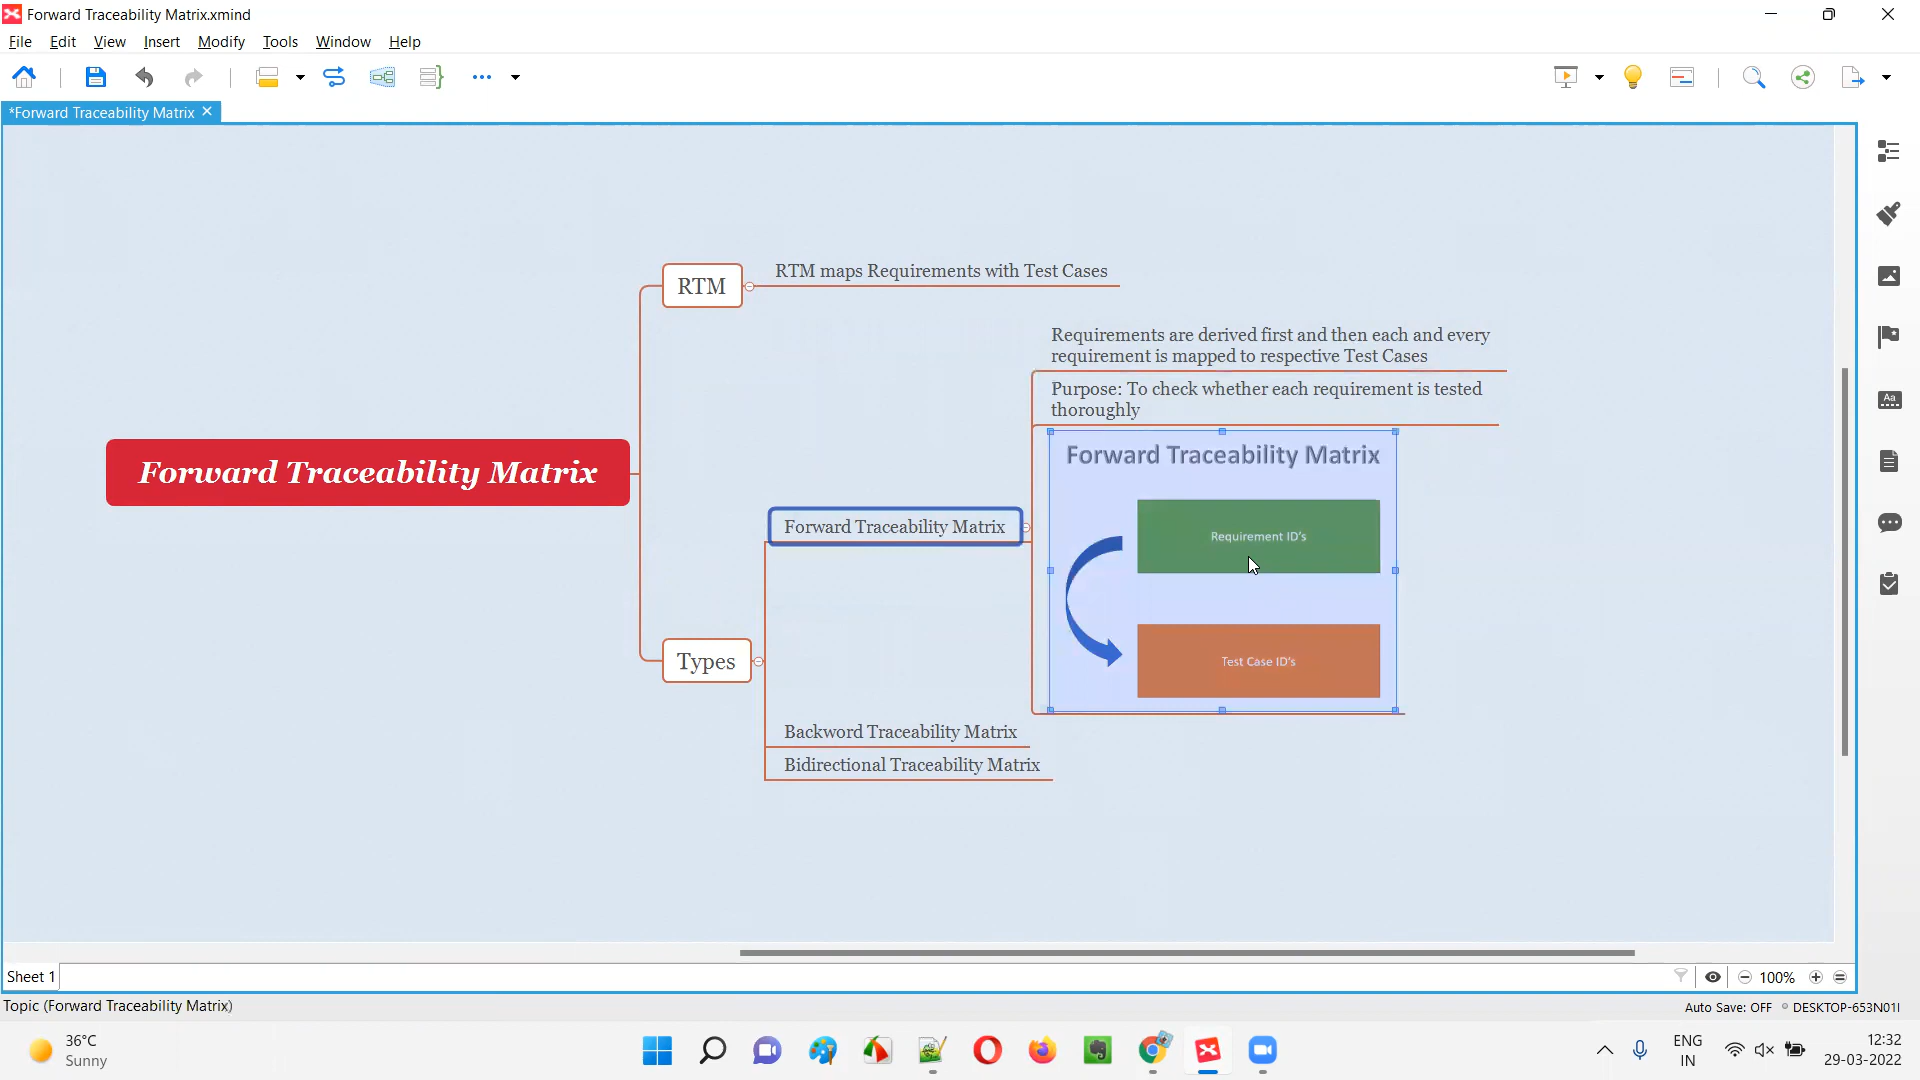 Forward Traceability Matrix.xmind
File Edit View Insert Modify Tools Window Help
*Forward Traceability Matrix
RTM
RTM maps Requirements with Test Cases
Requirements are derived first and then each and every
requirement is mapped to respective Test Cases
Purpose: To check whether each requirement is tested
thoroughly
Forward Traceability Matrix
Forward Traceability Matrix
Forward Traceability Matrix
Requirement ID's
Test Case ID's
Types
Backword Traceability Matrix
Bidirectional Traceability Matrix
Aa
Sheet 1
100%
Topic (Forward Traceability Matrix)
Auto Save: OFF
DESKTOP-653N01I
36°C
Sunny
ENG
IN
12:32
29-03-2022